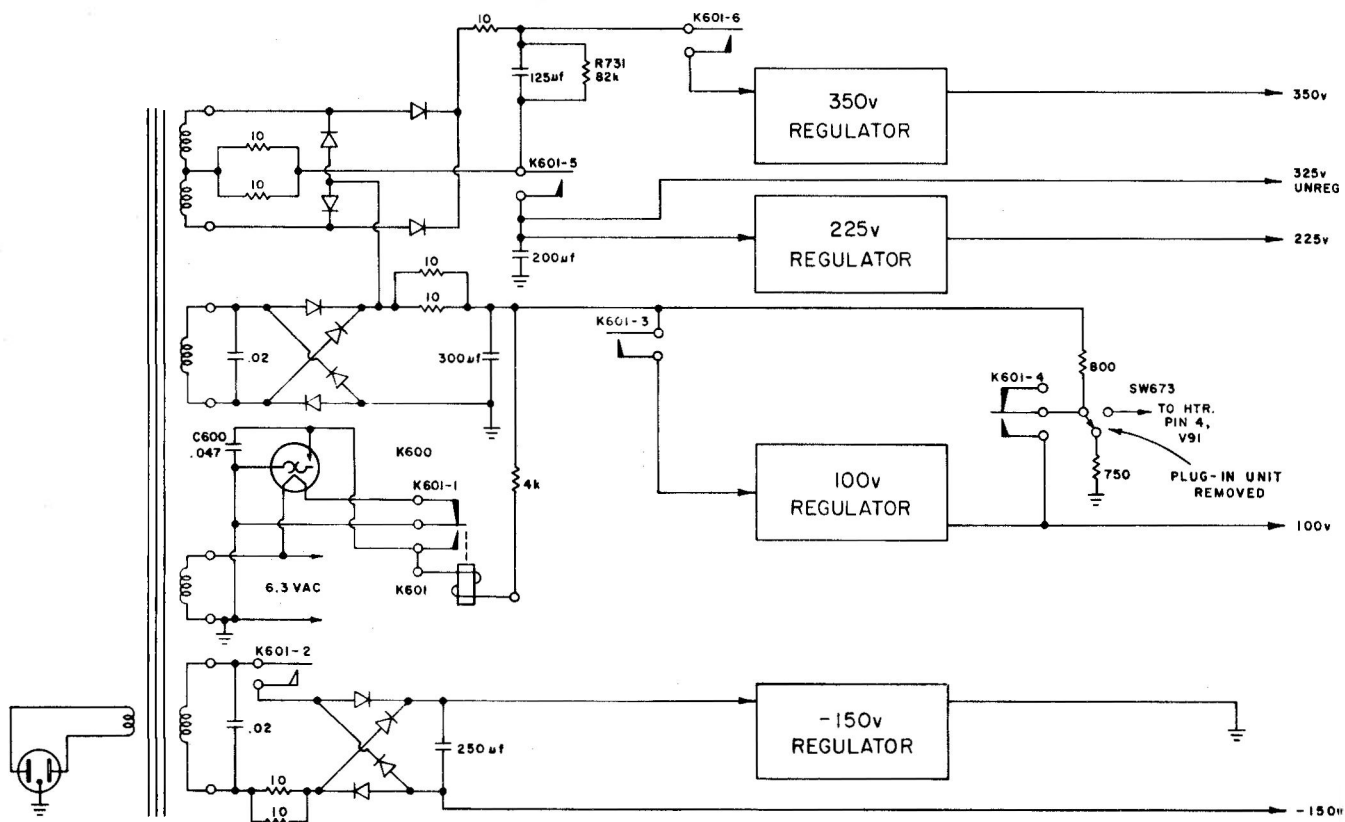 10
K601-6
125µf
R731
82k
350v
REGULATOR
350v
10
10
K601-5
325v
UNREG
225v
REGULATOR
225v
200µf
10
10
.02
300µf
K601-3
800
K601-4
SW673
TO HTR.
PIN 4,
V91
C600
.047
K600
K601-1
4k
100v
REGULATOR
750
PLUG-IN UNIT
REMOVED
100v
6.3 VAC
K601
K601-2
.02
250µf
-150v
REGULATOR
10
10
-150v